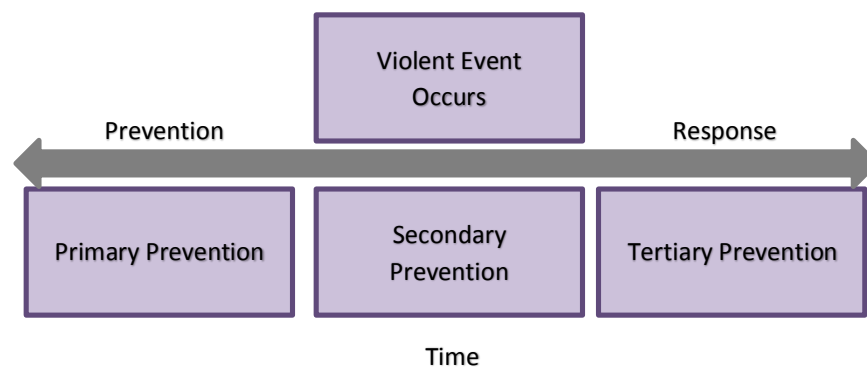 Violent Event
Occurs
Prevention
Response
Primary Prevention
Secondary
Prevention
Tertiary Prevention
Time